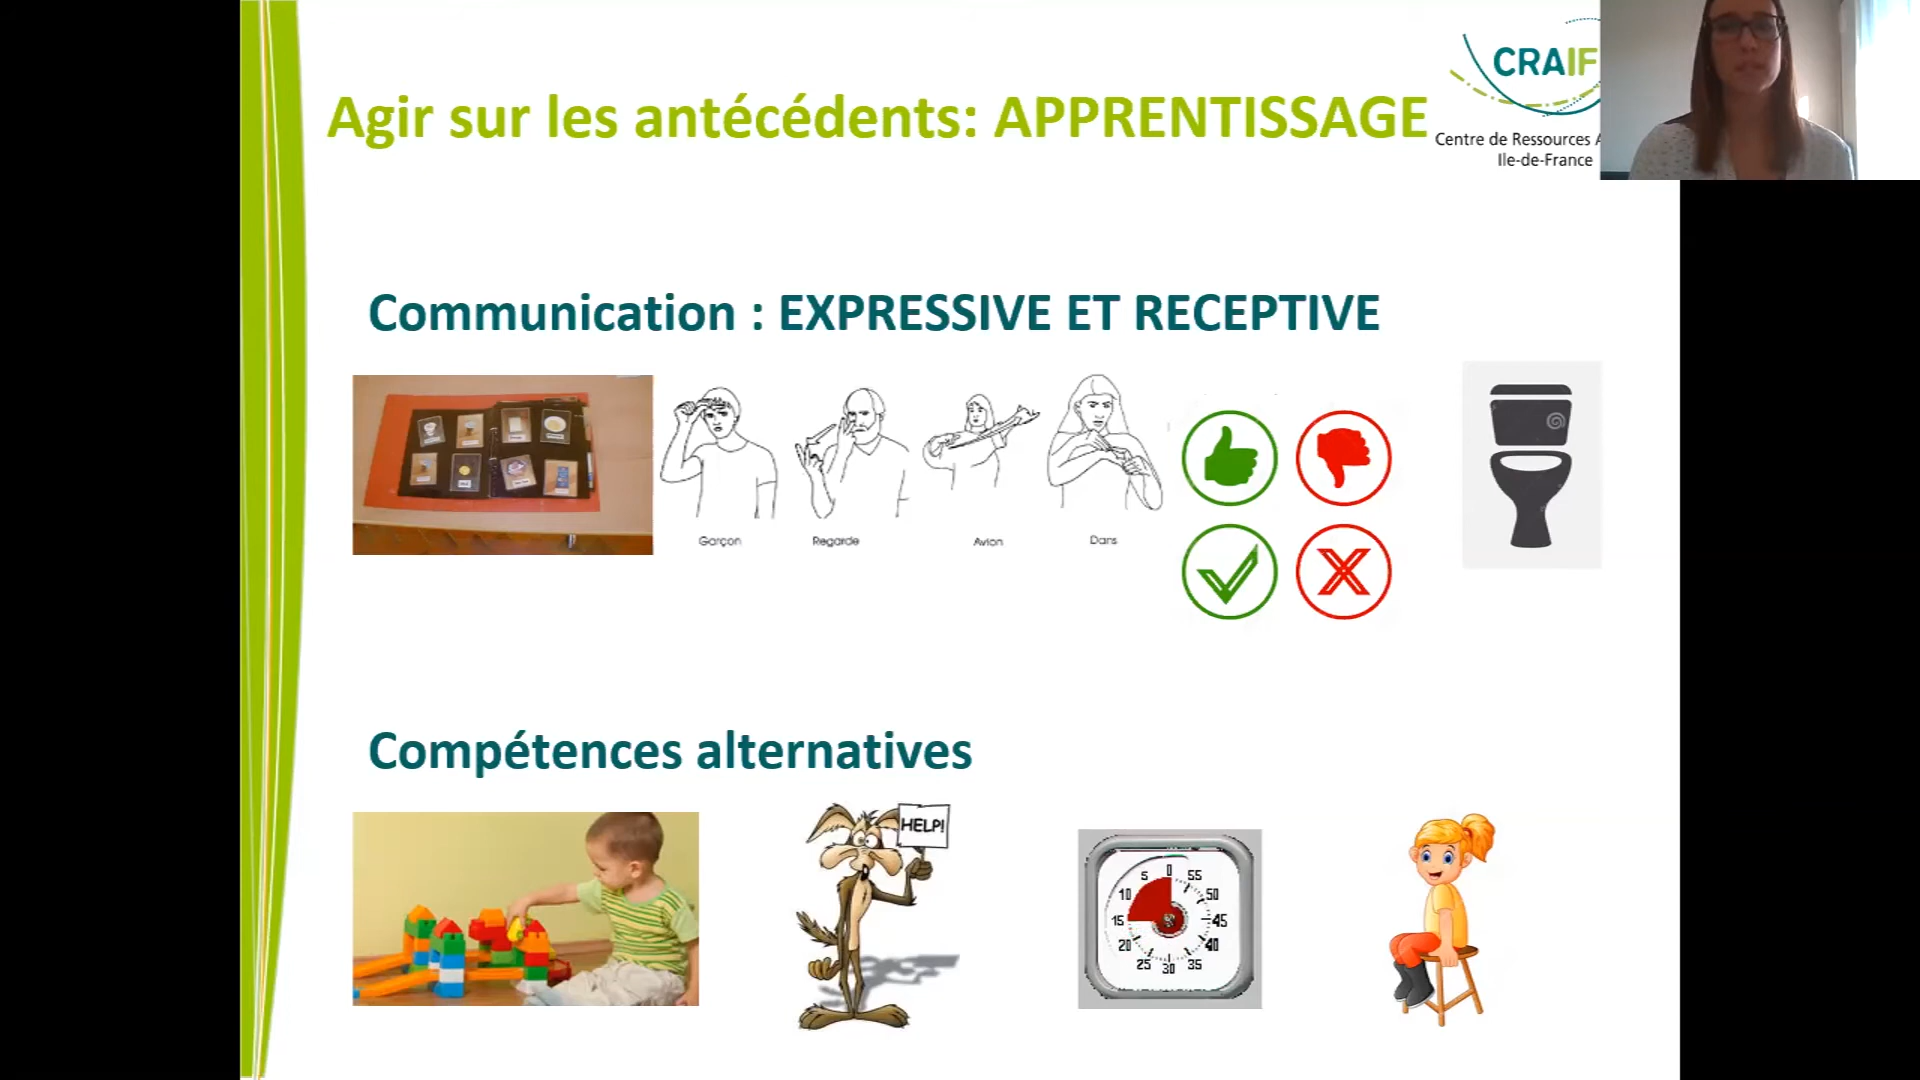 Agir sur les antécédents: APPRENTISSAGE
CRAIF
Centre de Ressources
Ile-de-France
Communication : EXPRESSIVE ET RECEPTIVE
Garçon
Regarde
Avion
Dans
Compétences alternatives
HELP!
0
5
55
10
50
15
45
20
40
25
30
35